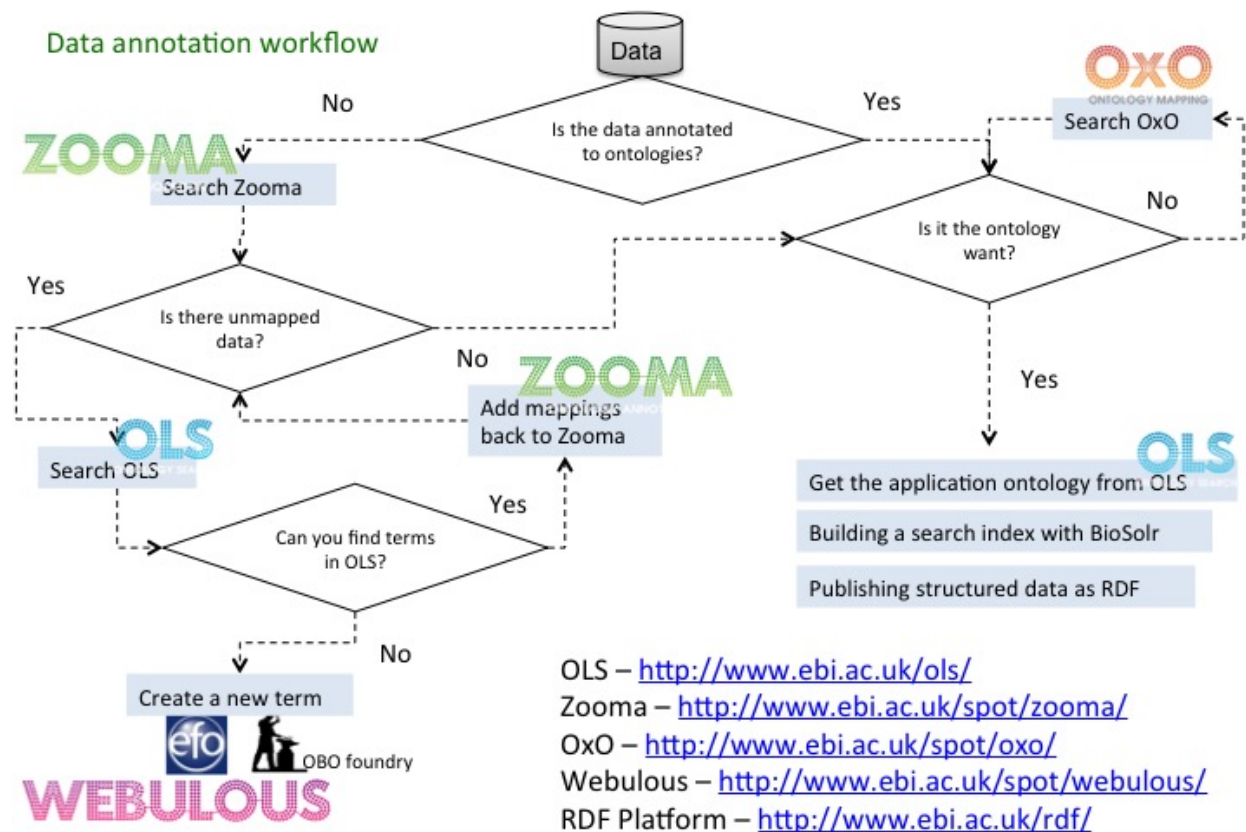 Data annotation workflow
Data
No
Yes
OxO
ONTOLOGY MAPPING
Search OxO
ZOOMA
Search Zooma
Is the data annotated
to ontologies?
Is it the ontology
want?
No
Yes
Is there unmapped
data?
No
ZOOMA
Add mappings
back to Zooma
Yes
OLS
Search OLS
Can you find terms
in OLS?
Yes
OLS
Get the application ontology from OLS
Building a search index with BioSolr
Publishing structured data as RDF
No
Create a new term
efo
OBO foundry
WEBULOUS
OLS – http://www.ebi.ac.uk/ols/
Zooma – http://www.ebi.ac.uk/spot/zooma/
OxO – http://www.ebi.ac.uk/spot/oxo/
Webulous – http://www.ebi.ac.uk/spot/webulous/
RDF Platform – http://www.ebi.ac.uk/rdf/